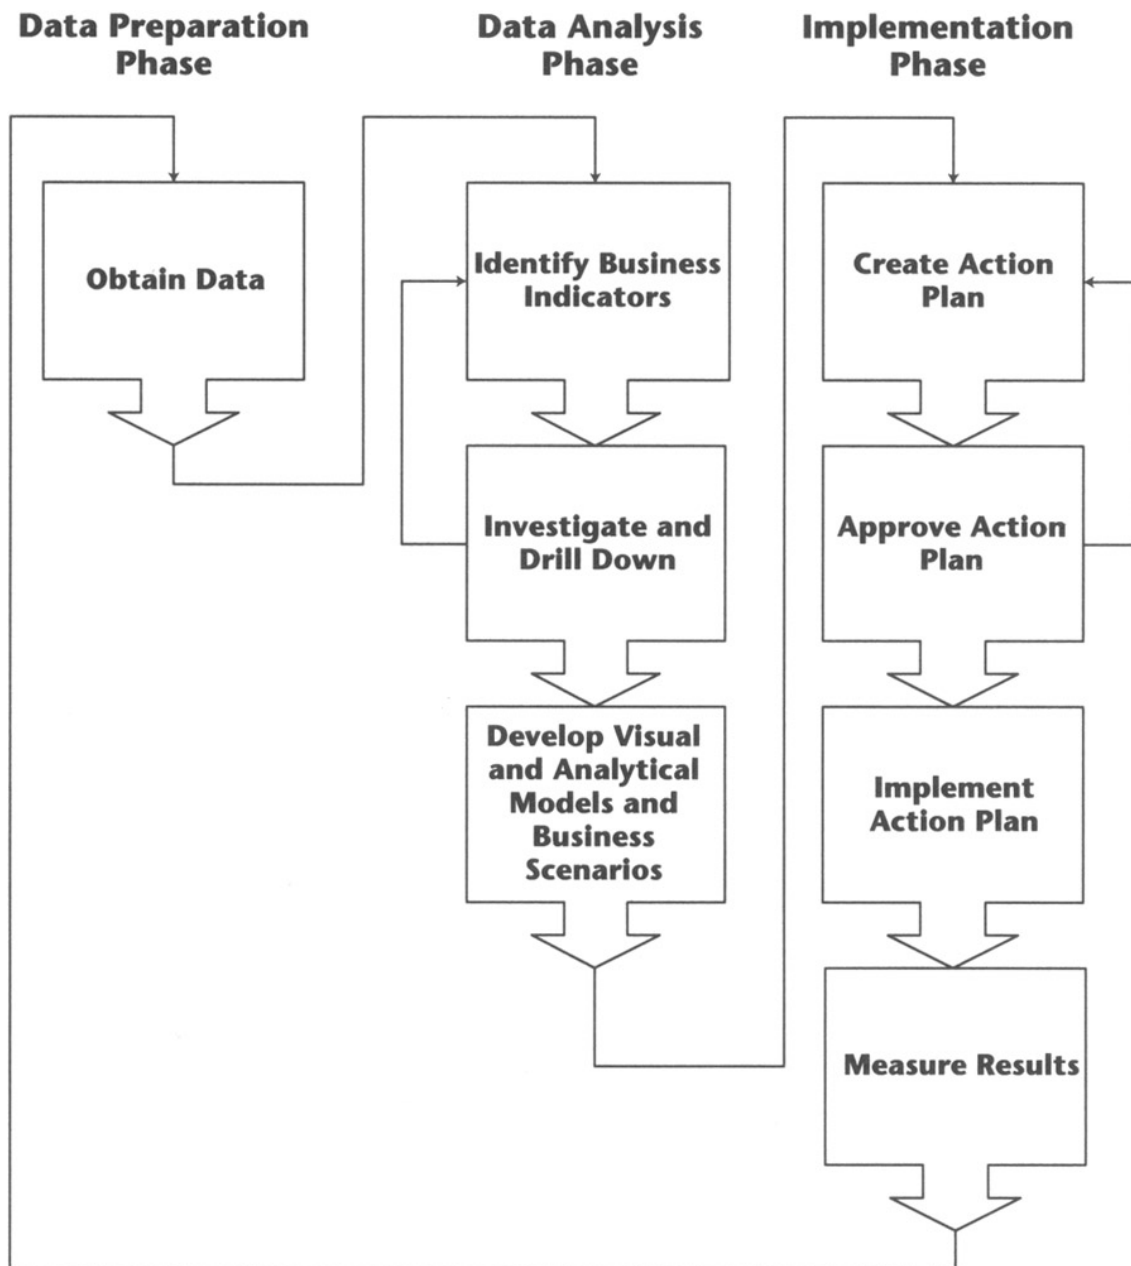 Data Preparation
Phase
Data Analysis
Phase
Implementation
Phase
Obtain Data
Identify Business
Indicators
Investigate and
Drill Down
Develop Visual
and Analytical
Models and
Business
Scenarios
Create Action
Plan
Approve Action
Plan
Implement
Action Plan
Measure Results